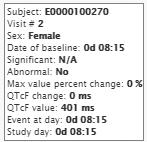 Subject: E0000100270
Visit # 2
Sex: Female
Date of baseline: 0d 08:15
Significant: N/A
Abnormal: No
Max value percent change: 0 %
QTcF change: 0 ms
QTcF value: 401 ms
Event at day: 0d 08:15
Study day: 0d 08:15